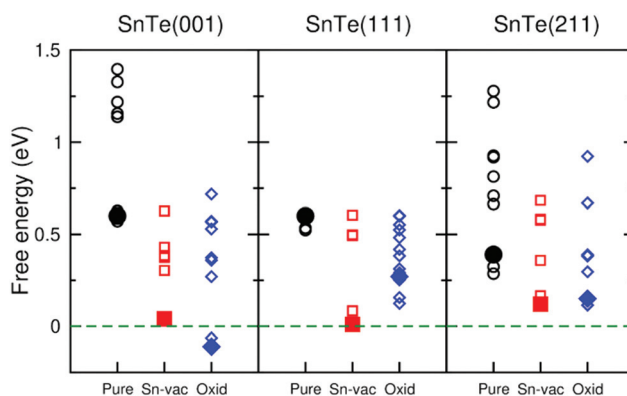 SnTe(001) SnTe(111) SnTe(211)
Free energy (eV)
1.5
1
0.5
0
Pure Sn-vac Oxid Pure Sn-vac Oxid Pure Sn-vac Oxid